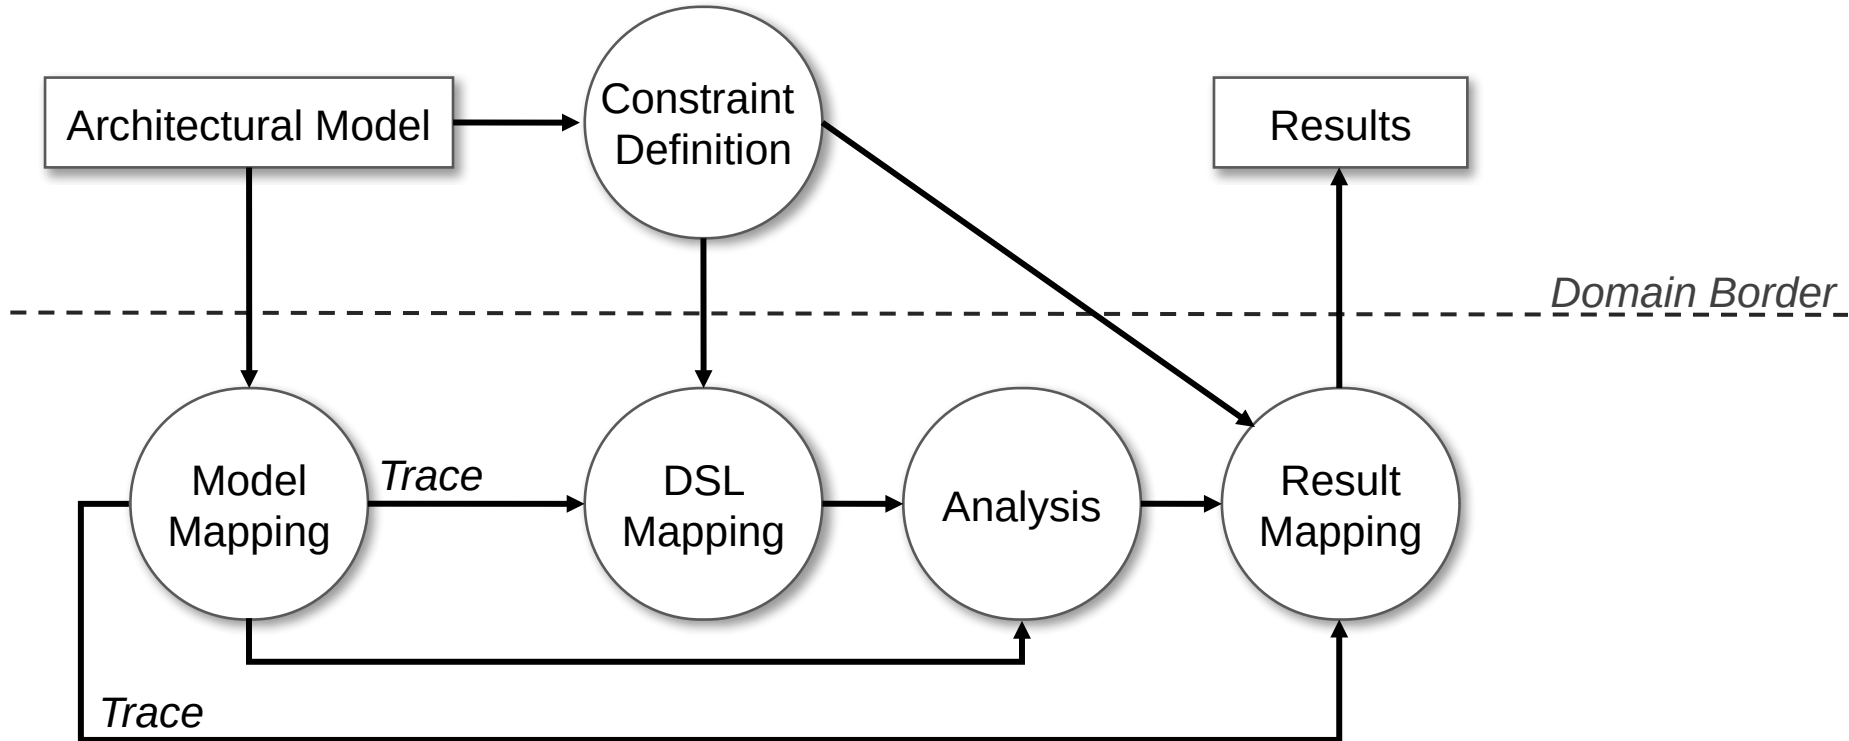 Architectural Model
Constraint
Definition
Results
Domain Border
Model
Mapping
Trace
DSL
Mapping
Analysis
Result
Mapping
Trace